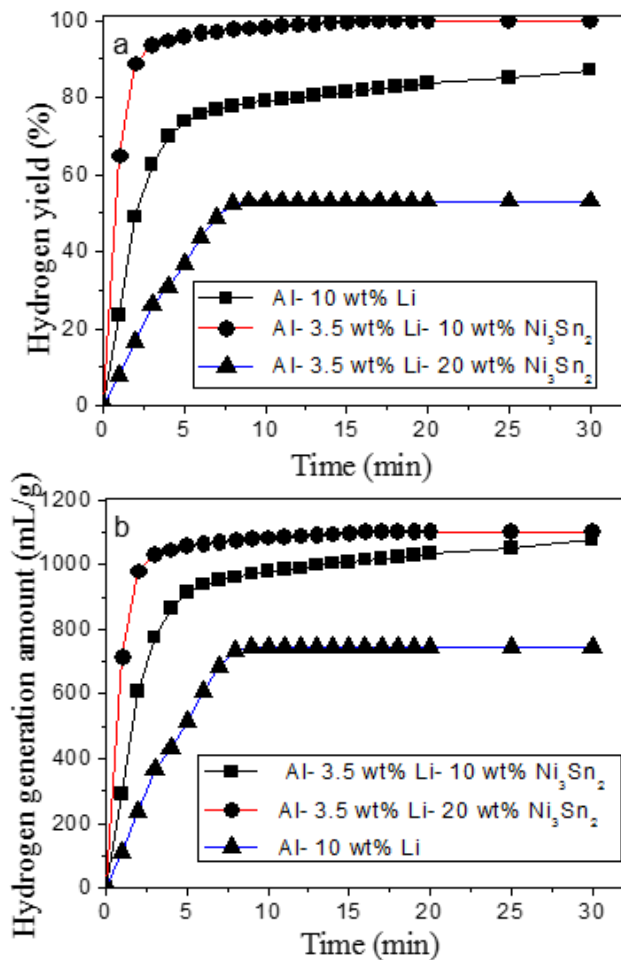 a
Hydrogen yield (%)
100
80
60
40
20
0
Al- 10 wt% Li
Al- 3.5 wt% Li- 10 wt% Ni₃Sn₂
Al- 3.5 wt% Li- 20 wt% Ni₃Sn₂
0 5 10 15 20 25 30
Time (min)
b
Hydrogen generation amount (mL/g)
1200
1000
800
600
400
200
0
Al- 3.5 wt% Li- 10 wt% Ni₃Sn₂
Al- 3.5 wt% Li- 20 wt% Ni₃Sn₂
Al- 10 wt% Li
0 5 10 15 20 25 30
Time (min)